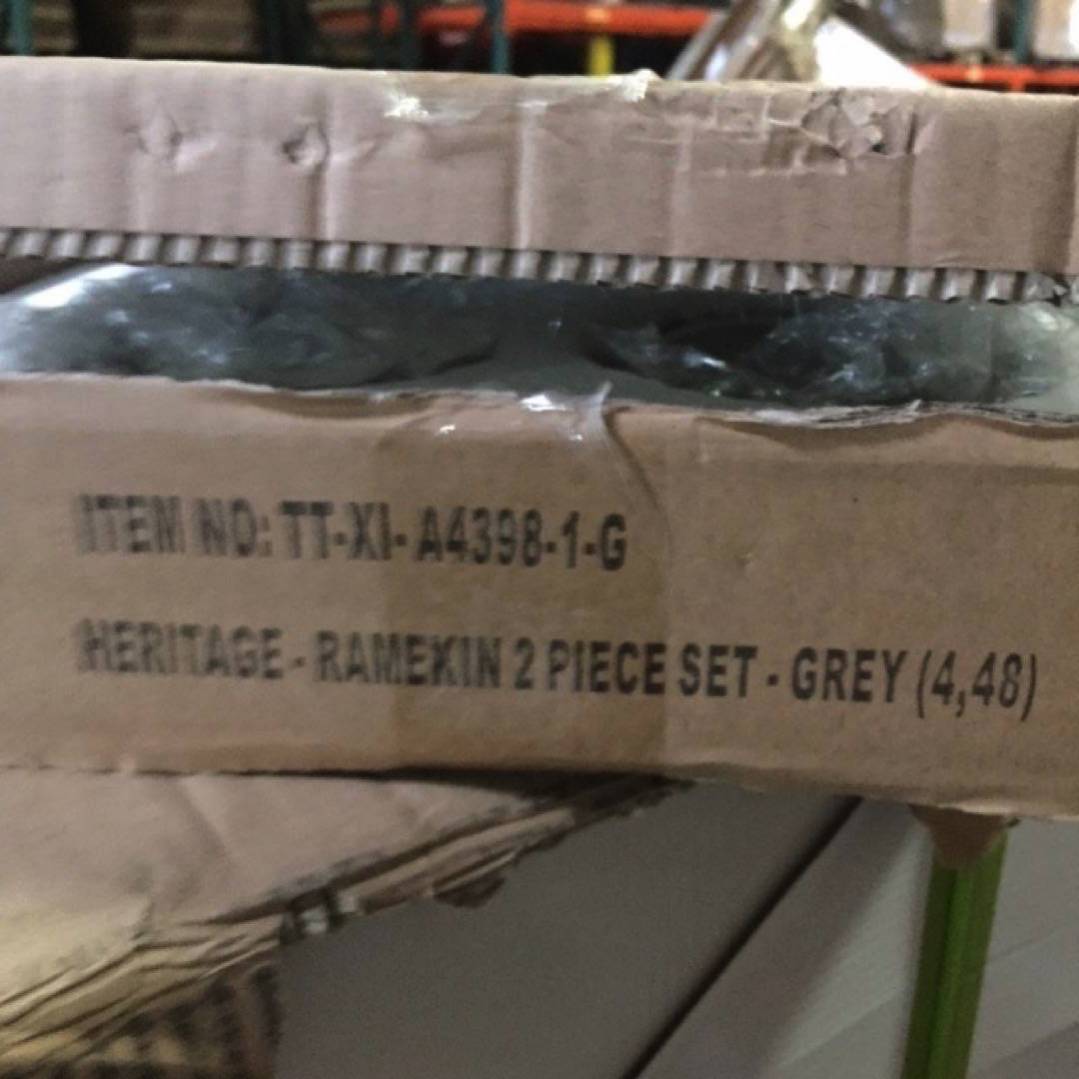 ITEM NO: TT-XI-A4398-1-G
HERITAGE - RAMEKIN 2 PIECE SET - GREY (4,48)